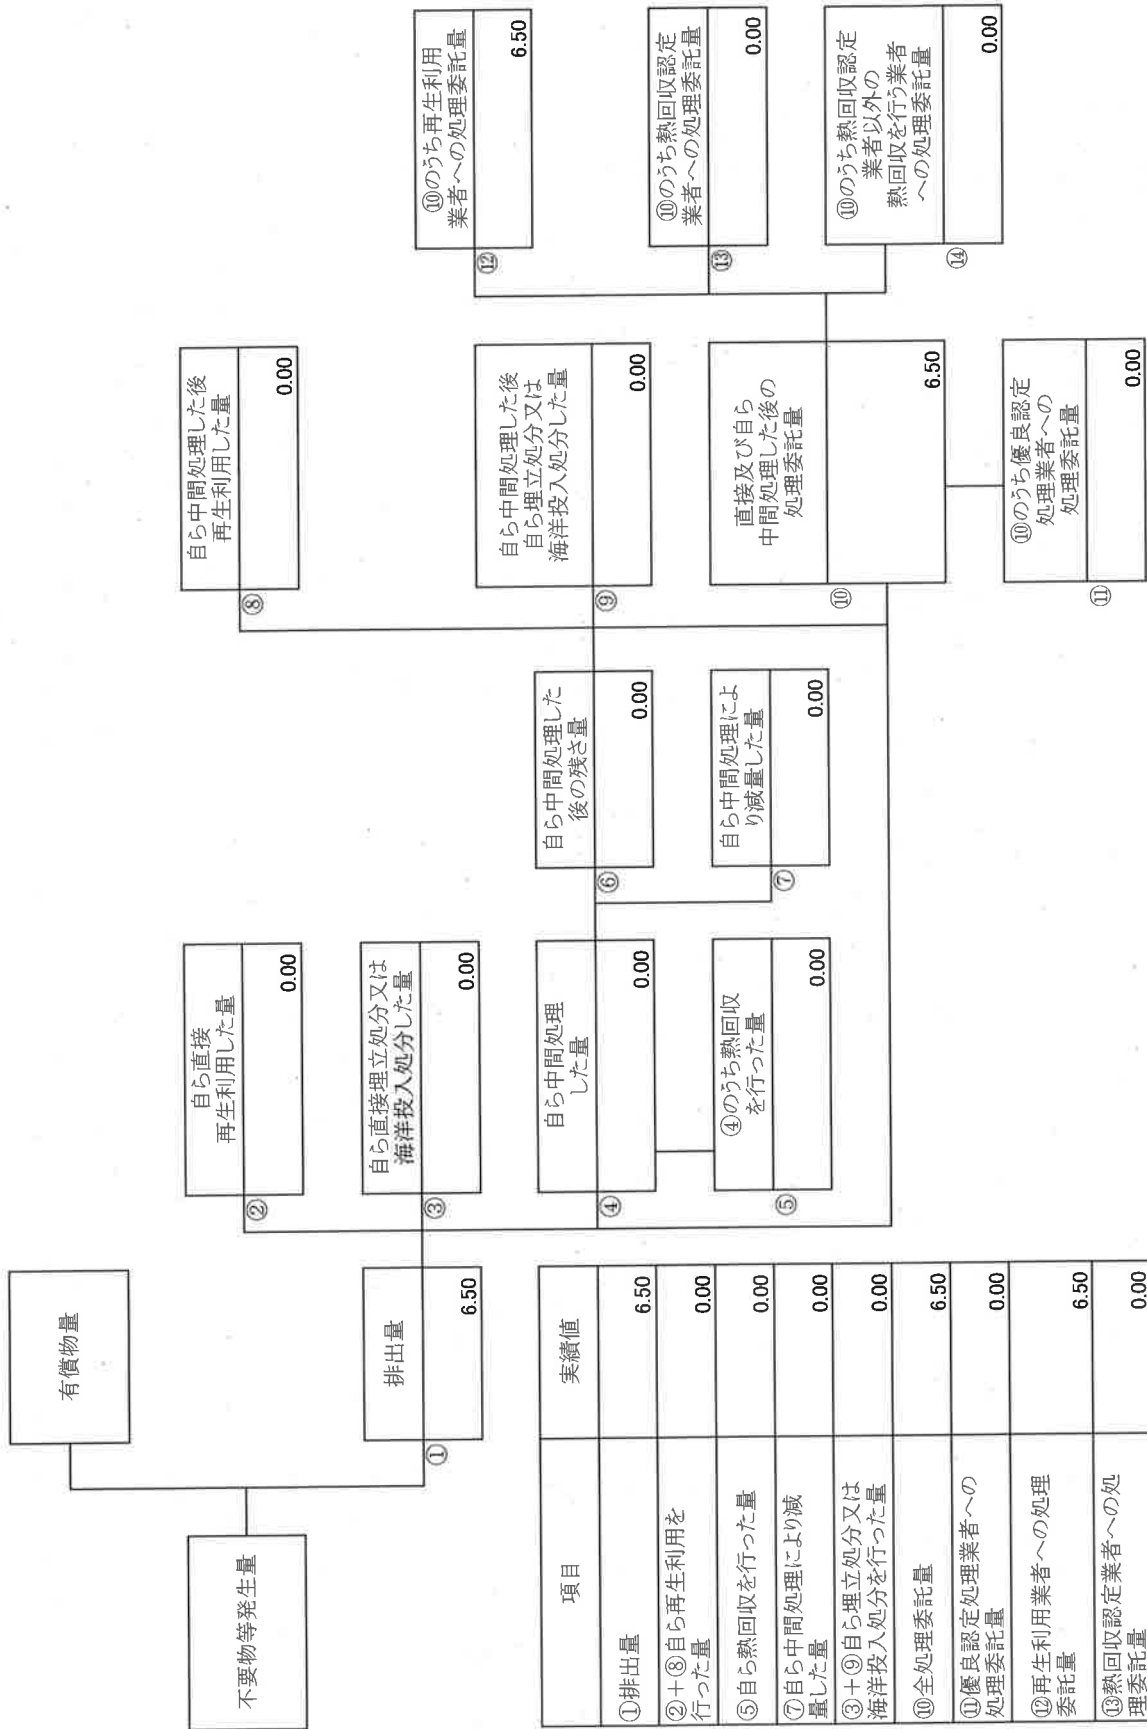 不要物等発生量
有償物量
排出量
①
6.50
自ら直接
再生利用した量
②
0.00
自ら直接埋立処分又は
海洋投入処分した量
③
0.00
自ら中間処理
した量
④
0.00
④のうち熱回収
を行った量
⑤
0.00
自ら中間処理した
後の残さ量
⑥
0.00
自ら中間処理によ
り減量した量
⑦
0.00
自ら中間処理した後
再生利用した量
⑧
0.00
自ら中間処理した後
自ら埋立処分又は
海洋投入処分した量
⑨
0.00
直接及び自ら
中間処理した後の
処理委託量
⑩
6.50
⑩のうち優良認定
処理業者への
処理委託量
⑪
0.00
⑩のうち再生利用
業者への処理委託量
⑫
6.50
⑩のうち熱回収認定
業者への処理委託量
⑬
0.00
⑩のうち熱回収認定
業者以外の
熱回収を行う業者
への処理委託量
⑭
0.00
項目 実績値
①排出量 6.50
②+⑧自ら再生利用を
行った量 0.00
⑤自ら熱回収を行った量 0.00
⑦自ら中間処理により減
量した量 0.00
③+⑨自ら埋立処分又は
海洋投入処分を行った量 0.00
⑩全処理委託量 6.50
⑪優良認定処理業者への
処理委託量 0.00
⑫再生利用業者への処理
委託量 6.50
⑬熱回収認定業者への処
理委託量 0.00